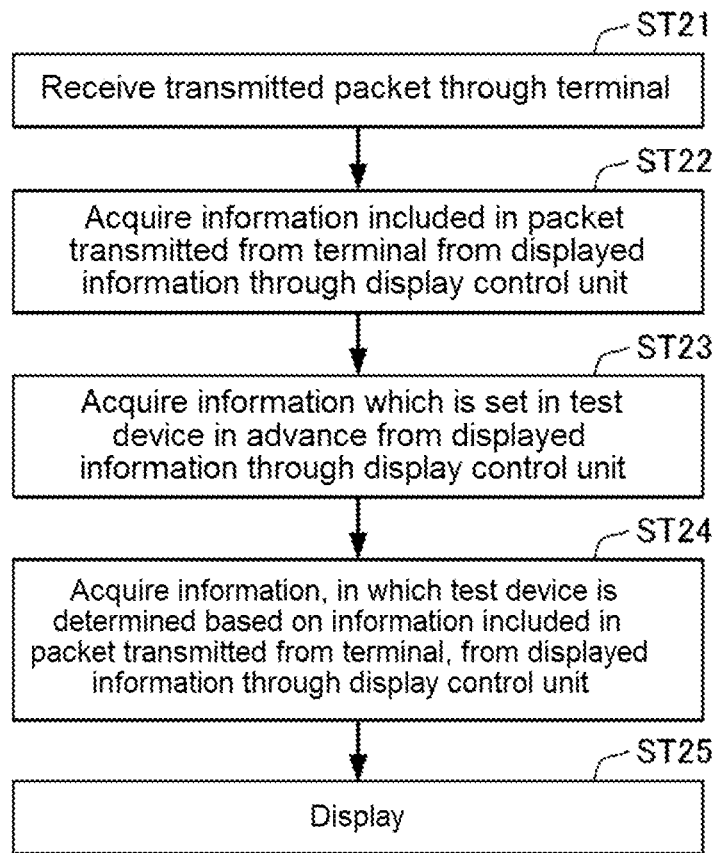 ST21
Receive transmitted packet through terminal
ST22
Acquire information included in packet
transmitted from terminal from displayed
information through display control unit
ST23
Acquire information which is set in test
device in advance from displayed
information through display control unit
ST24
Acquire information, in which test device is
determined based on information included in
packet transmitted from terminal, from displayed
information through display control unit
ST25
Display